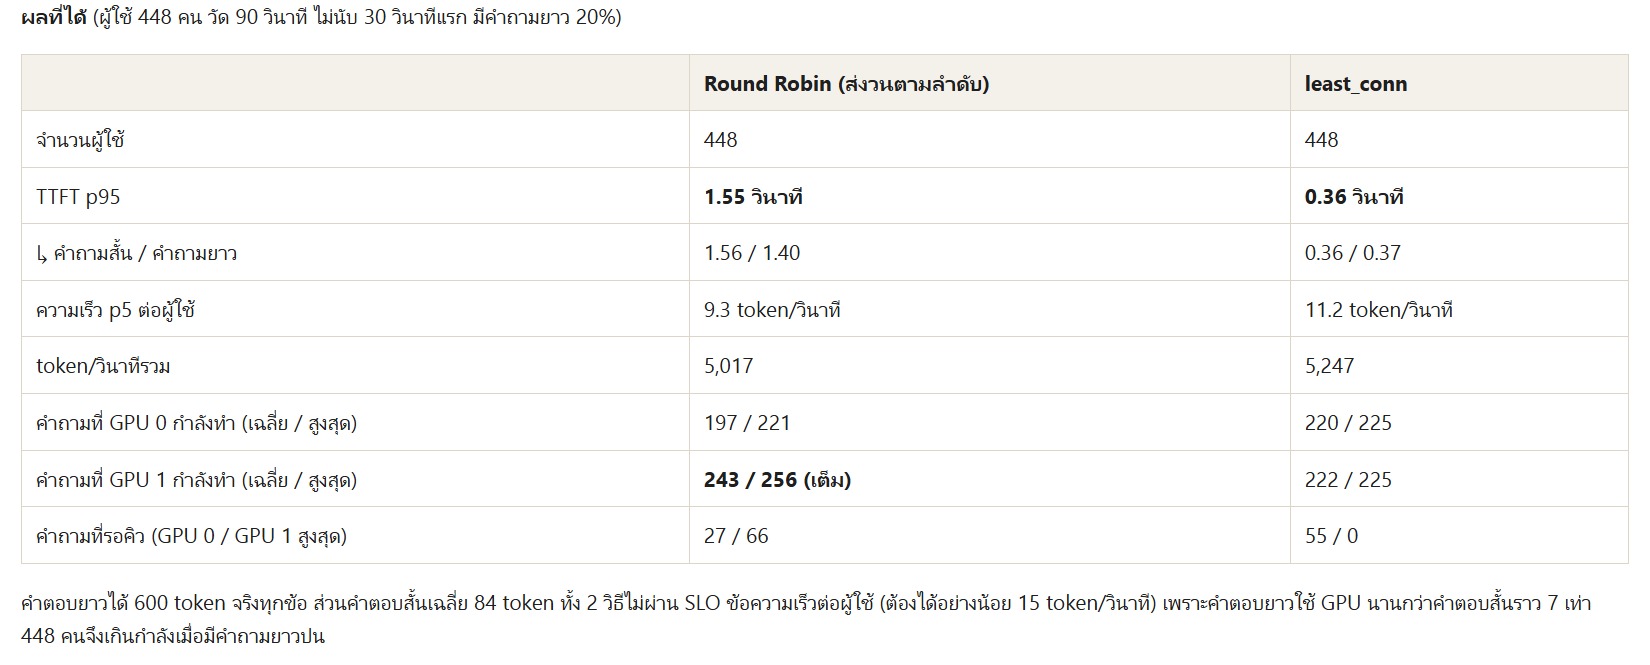 ผลที่ได้ (ผู้ใช้ 448 คน วัด 90 วินาที ไม่นับ 30 วินาทีแรก มีคำถามยาว 20%)
Round Robin (ส่งวนตามลำดับ) least_conn
จำนวนผู้ใช้ 448 448
TTFT p95 1.55 วินาที 0.36 วินาที
↳ คำถามสั้น / คำถามยาว 1.56 / 1.40 0.36 / 0.37
ความเร็ว p5 ต่อผู้ใช้ 9.3 token/วินาที 11.2 token/วินาที
token/วินาทีรวม 5,017 5,247
คำถามที่ GPU 0 กำลังทำ (เฉลี่ย / สูงสุด) 197 / 221 220 / 225
คำถามที่ GPU 1 กำลังทำ (เฉลี่ย / สูงสุด) 243 / 256 (เต็ม) 222 / 225
คำถามที่รอคิว (GPU 0 / GPU 1 สูงสุด) 27 / 66 55 / 0
คำตอบยาวได้ 600 token จริงทุกข้อ ส่วนคำตอบสั้นเฉลี่ย 84 token ทั้ง 2 วิธีไม่ผ่าน SLO ข้อความเร็วต่อผู้ใช้ (ต้องได้อย่างน้อย 15 token/วินาที) เพราะคำตอบยาวใช้ GPU นานกว่าคำตอบสั้นราว 7 เท่า
448 คนจึงเกินกำลังเมื่อมีคำถามยาวปน